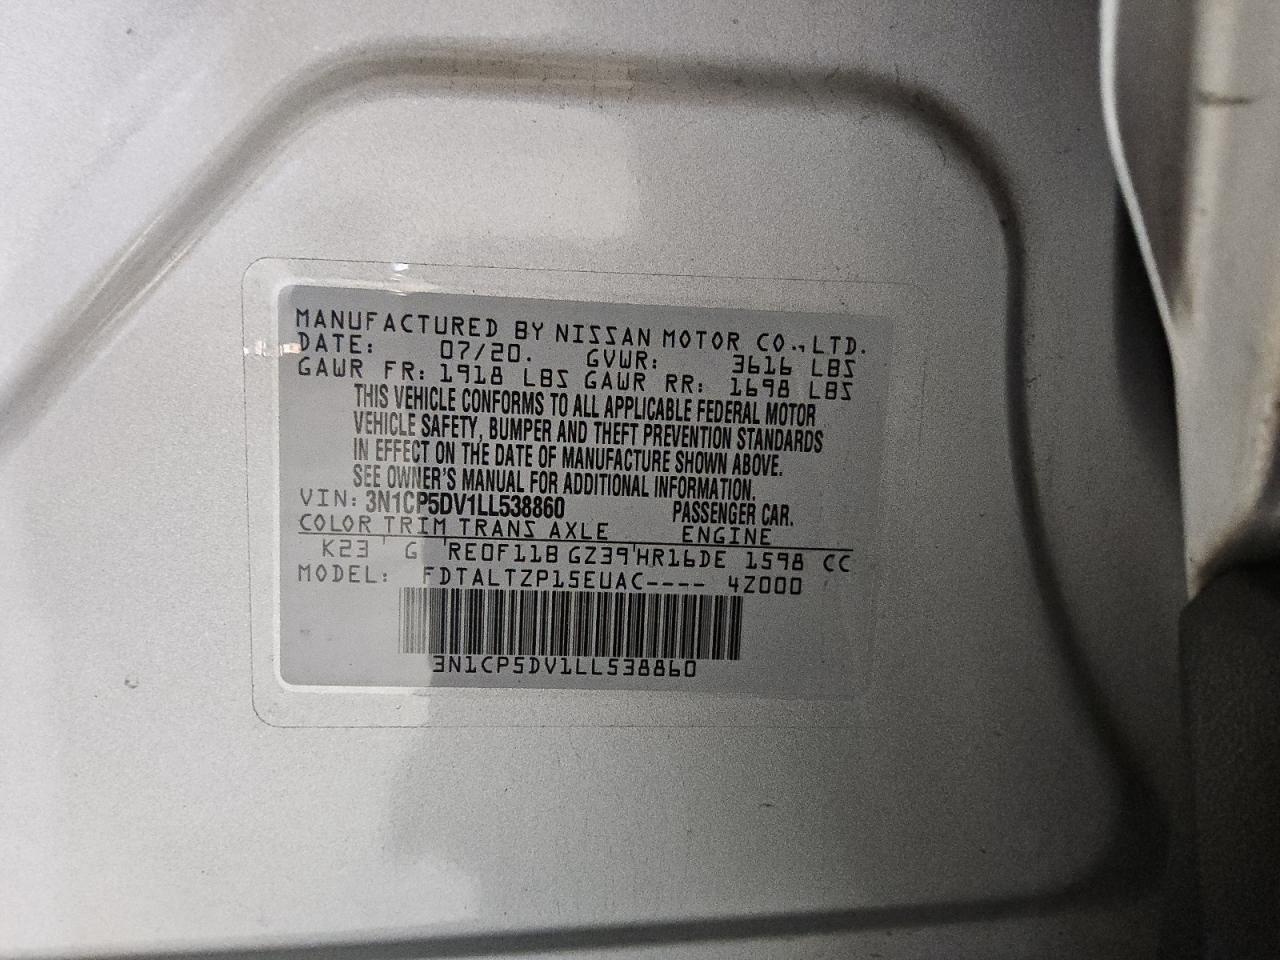 MANUFACTURED BY NISSAN MOTOR CO., LTD.
DATE: 07/20. GVWR: 3616 LBS
GAWR FR: 1918 LBS GAWR RR: 1698 LBS
THIS VEHICLE CONFORMS TO ALL APPLICABLE FEDERAL MOTOR
VEHICLE SAFETY, BUMPER AND THEFT PREVENTION STANDARDS
IN EFFECT ON THE DATE OF MANUFACTURE SHOWN ABOVE.
SEE OWNER'S MANUAL FOR ADDITIONAL INFORMATION.
VIN: 3N1CP5DV1LL538860 PASSENGER CAR.
COLOR TRIM TRANS AXLE ENGINE
K23 G RE0F11B GZ39 HR16DE 1598 CC
MODEL: FDTALTZP15EUAC---- 4Z000
3N1CP5DV1LL538860